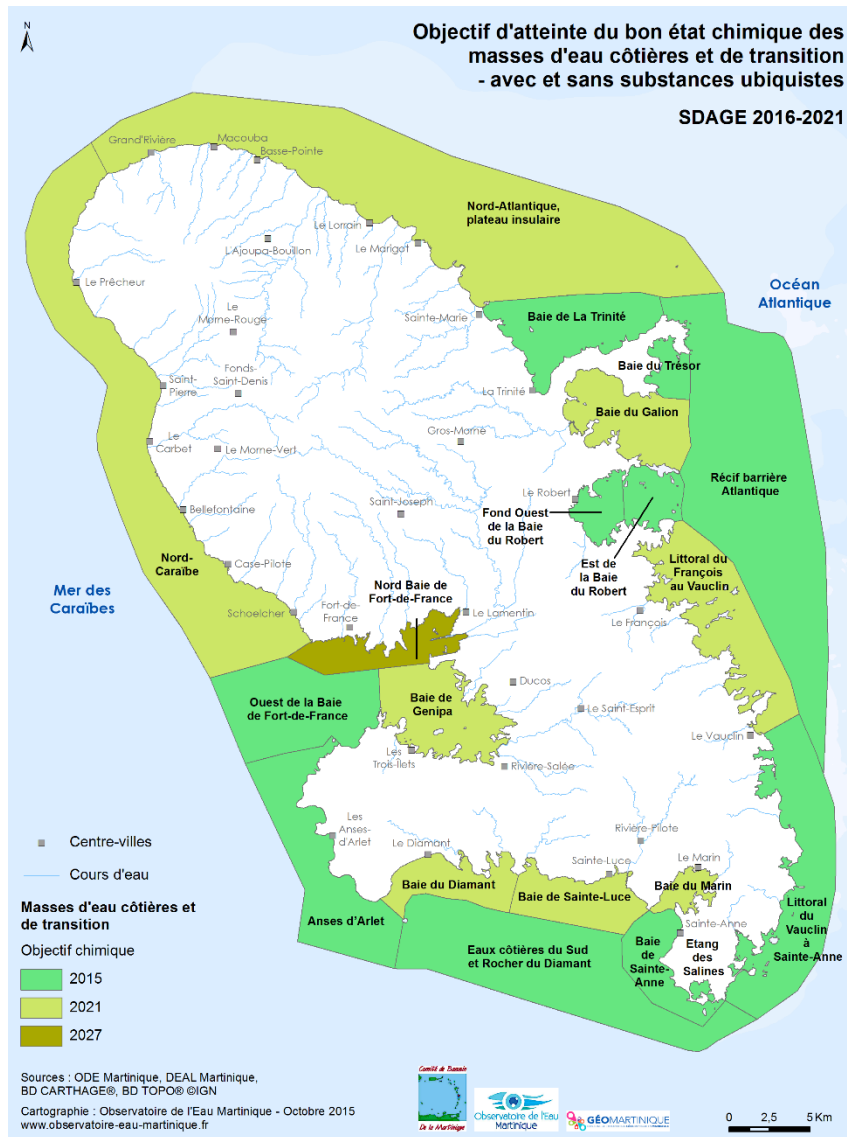 N
Objectif d'atteinte du bon état chimique des
masses d'eau côtières et de transition
- avec et sans substances ubiquistes
SDAGE 2016-2021
Grand'Rivière
Macouba
Basse-Pointe
Nord-Atlantique,
plateau insulaire
Le Lorrain
L'Ajoupa-Bouillon
Le Marigot
Le Prêcheur
Océan
Atlantique
Le
Morne-Rouge
Sainte-Marie
Baie de La Trinité
Baie du Trésor
Fonds-
Saint-Denis
Saint-
Pierre
La Trinité
Baie du Galion
Le
Carbet
Le Morne-Vert
Gros-Morne
Récif barrière
Atlantique
Le Robert
Saint-Joseph
Bellefontaine
Fond Ouest
de la Baie
du Robert
Est de
la Baie
du Robert
Littoral du
François
au Vauclin
Nord-
Caraïbe
Case-Pilote
Mer des
Caraïbes
Nord Baie de
Fort-de-France
Schoelcher
Fort-de-
France
Le Lamentin
Le François
Ducos
Ouest de la Baie
de Fort-de-France
Baie de
Genipa
Le Saint-Esprit
Le Vauclin
Les
Trois-Îlets
Rivière-Salée
Les
Anses-
d'Arlet
Le Diamant
Rivière-Pilote
Sainte-Luce
Le Marin
Baie du Diamant
Baie de Sainte-Luce
Baie du Marin
Anses d'Arlet
Littoral
du
Vauclin
à
Sainte-Anne
Sainte-Anne
Eaux côtières du Sud
et Rocher du Diamant
Baie
de
Sainte-
Anne
Etang
des
Salines
Centre-villes
Cours d'eau
Masses d'eau côtières et
de transition
Objectif chimique
2015
2021
2027
Sources : ODE Martinique, DEAL Martinique,
BD CARTHAGE®, BD TOPO® ©IGN
Cartographie : Observatoire de l'Eau Martinique - Octobre 2015
www.observatoire-eau-martinique.fr
Comité de Bassin
De la Martinique
Observatoire de l'Eau
Martinique
GÉOMARTINIQUE
0 2,5 5 Km